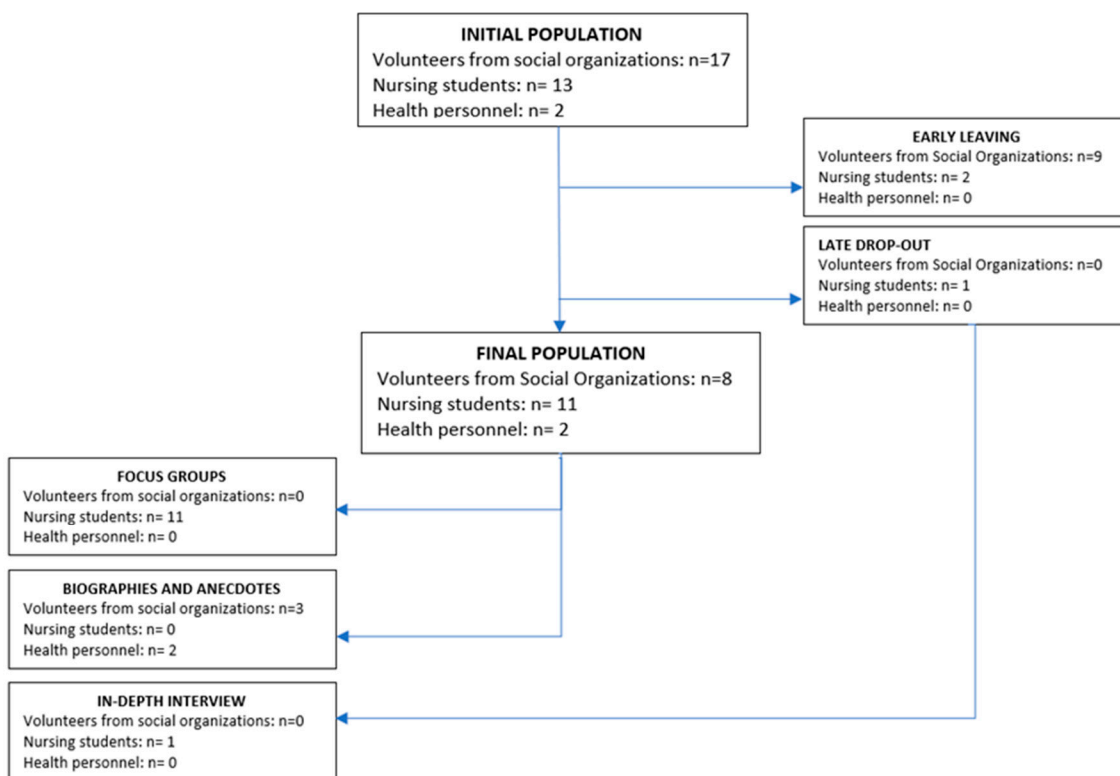 INITIAL POPULATION
Volunteers from social organizations: n=17
Nursing students: n= 13
Health personnel: n= 2
EARLY LEAVING
Volunteers from Social Organizations: n=9
Nursing students: n= 2
Health personnel: n= 0
LATE DROP-OUT
Volunteers from Social Organizations: n=0
Nursing students: n= 1
Health personnel: n= 0
FINAL POPULATION
Volunteers from Social Organizations: n=8
Nursing students: n= 11
Health personnel: n= 2
FOCUS GROUPS
Volunteers from social organizations: n=0
Nursing students: n= 11
Health personnel: n= 0
BIOGRAPHIES AND ANECDOTES
Volunteers from social organizations: n=3
Nursing students: n= 0
Health personnel: n= 2
IN-DEPTH INTERVIEW
Volunteers from social organizations: n=0
Nursing students: n= 1
Health personnel: n= 0